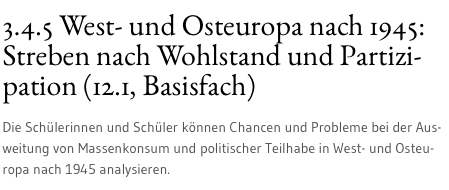 3.4.5 West- und Osteuropa nach 1945:
Streben nach Wohlstand und Partizi-
pation (12.1, Basisfach)
Die Schülerinnen und Schüler können Chancen und Probleme bei der Aus-
weitung von Massenkonsum und politischer Teilhabe in West- und Osteu-
ropa nach 1945 analysieren.